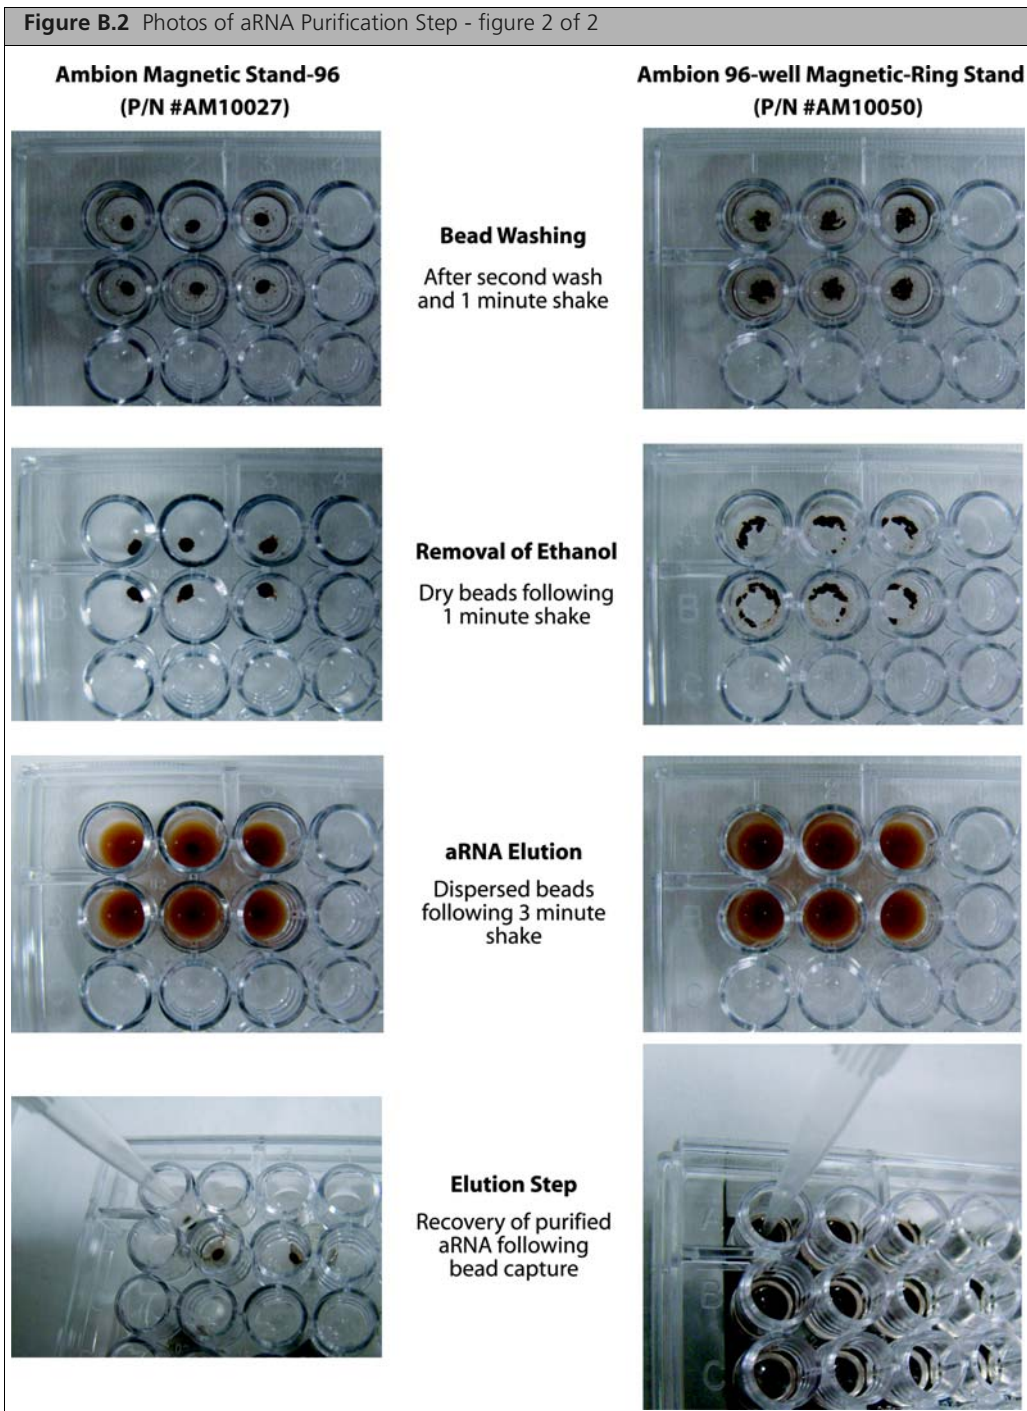 Figure B.2 Photos of aRNA Purification Step - figure 2 of 2
Ambion Magnetic Stand-96
(P/N #AM10027)
Ambion 96-well Magnetic-Ring Stand
(P/N #AM10050)
Bead Washing
After second wash
and 1 minute shake
Removal of Ethanol
Dry beads following
1 minute shake
aRNA Elution
Dispersed beads
following 3 minute
shake
Elution Step
Recovery of purified
aRNA following
bead capture